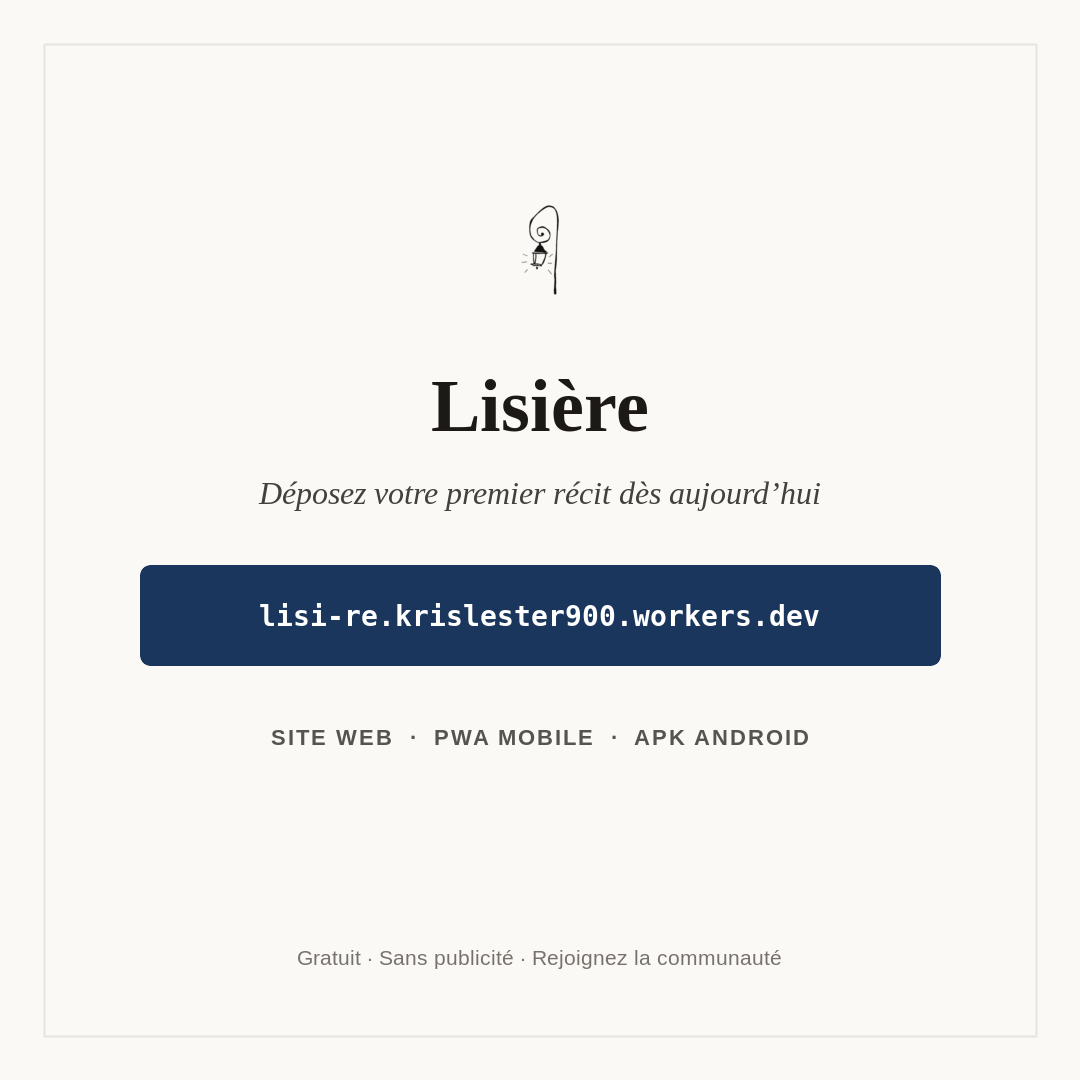 Lisière
Déposez votre premier récit dès aujourd’hui
lisi-re.krislester900.workers.dev
SITE WEB · PWA MOBILE · APK ANDROID
Gratuit · Sans publicité · Rejoignez la communauté